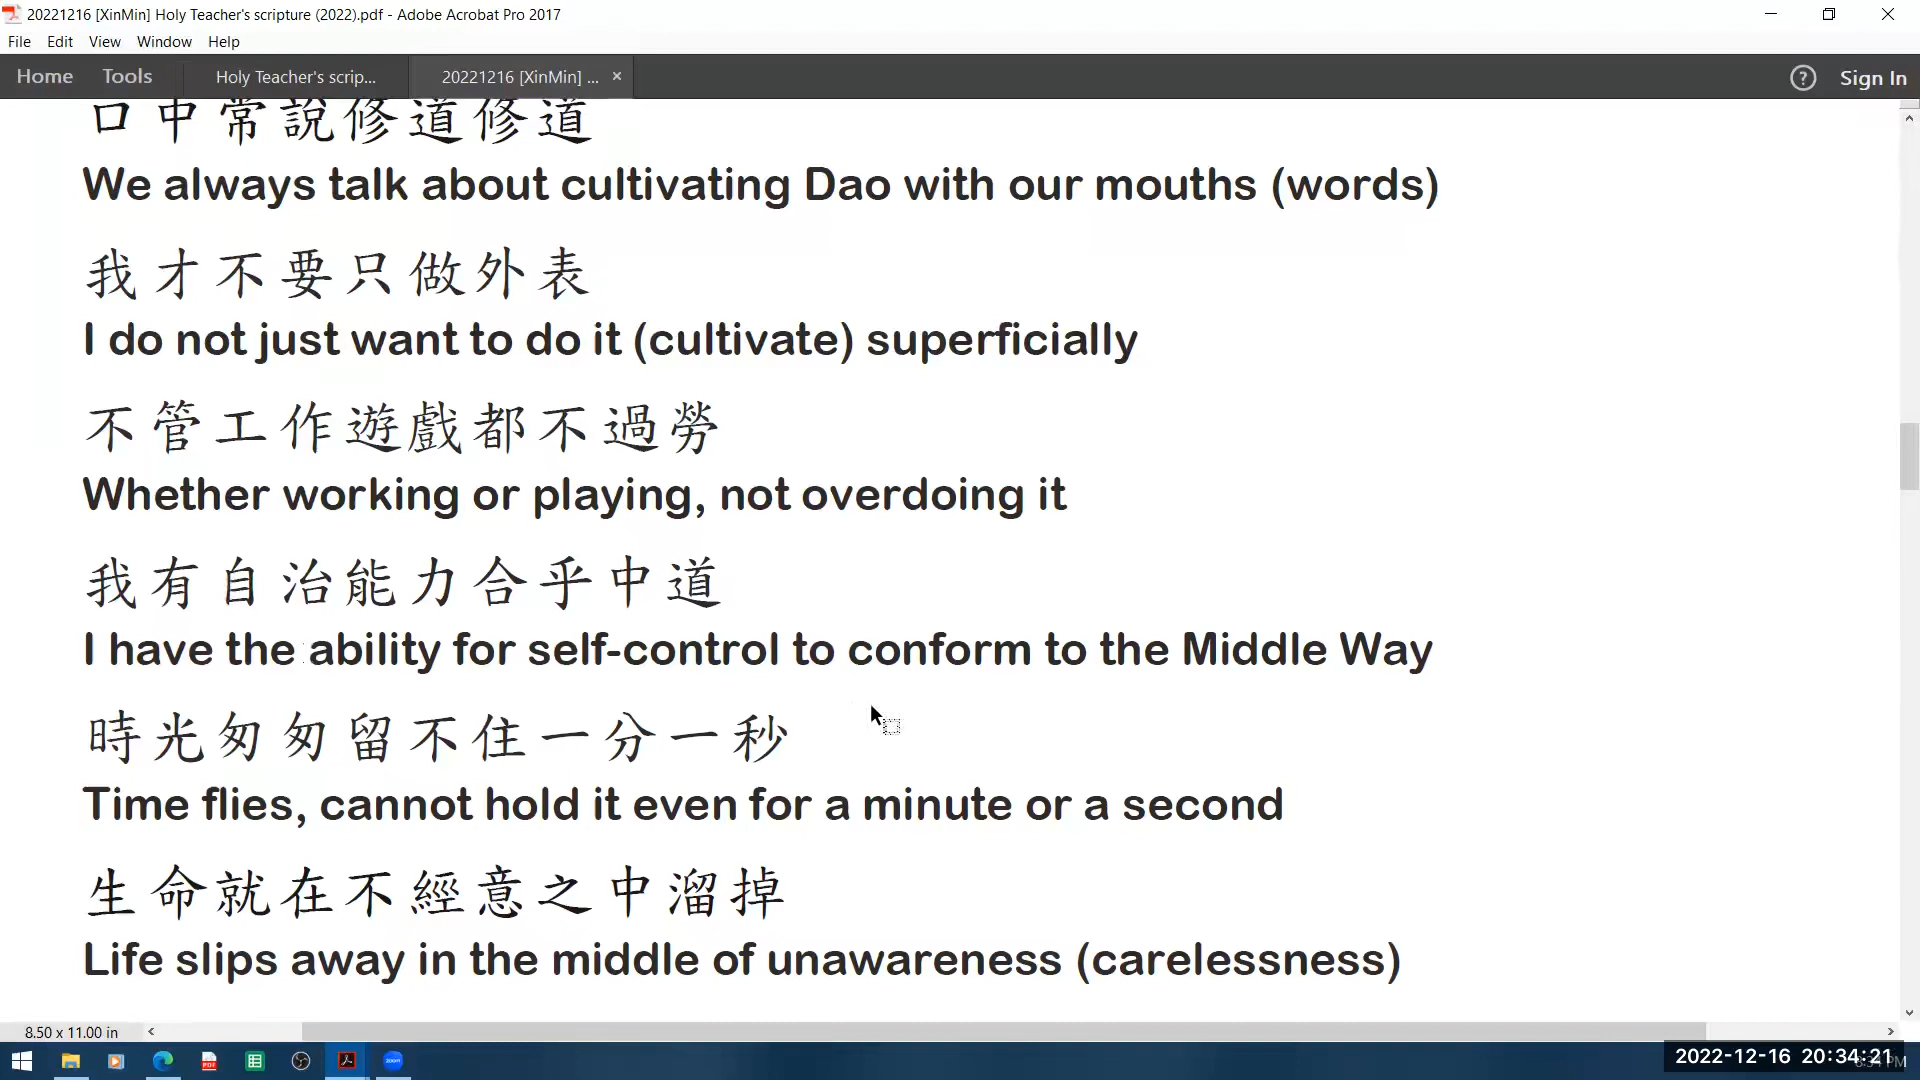 20221216 [XinMin] Holy Teacher's scripture (2022).pdf - Adobe Acrobat Pro 2017
File Edit View Window Help
Home Tools Holy Teacher's scrip... 20221216 [XinMin] ... × ? Sign In
口中常說修道修道
We always talk about cultivating Dao with our mouths (words)
我才不要只做外表
I do not just want to do it (cultivate) superficially
不管工作遊戲都不過勞
Whether working or playing, not overdoing it
我有自治能力合乎中道
I have the ability for self-control to conform to the Middle Way
時光匆匆留不住一分一秒
Time flies, cannot hold it even for a minute or a second
生命就在不經意之中溜掉
Life slips away in the middle of unawareness (carelessness)
8.50 x 11.00 in
2022-12-16 20:34:21